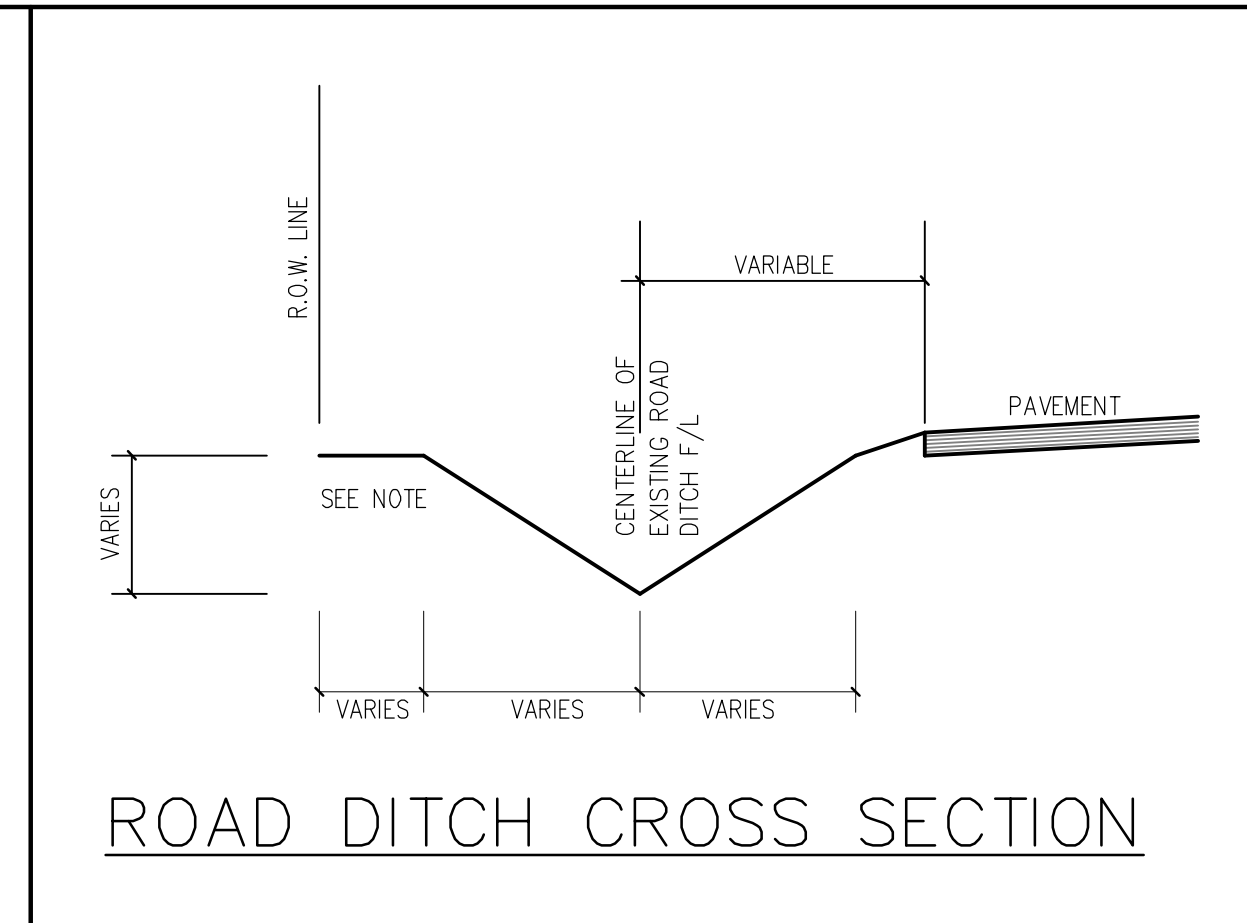 R.O.W. LINE
VARIABLE
CENTERLINE OF
EXISTING ROAD
DITCH F/L
PAVEMENT
VARIES
SEE NOTE
VARIES
VARIES
VARIES
ROAD DITCH CROSS SECTION